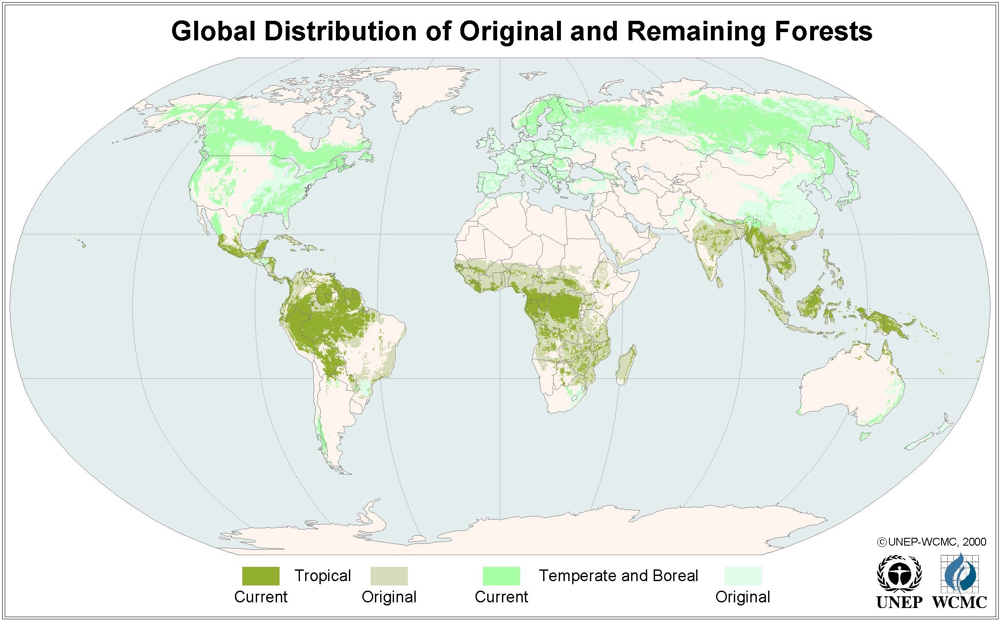 Global Distribution of Original and Remaining Forests
©UNEP-WCMC, 2000
Tropical
Temperate and Boreal
Current
Original
Current
Original
UNEP
WCMC